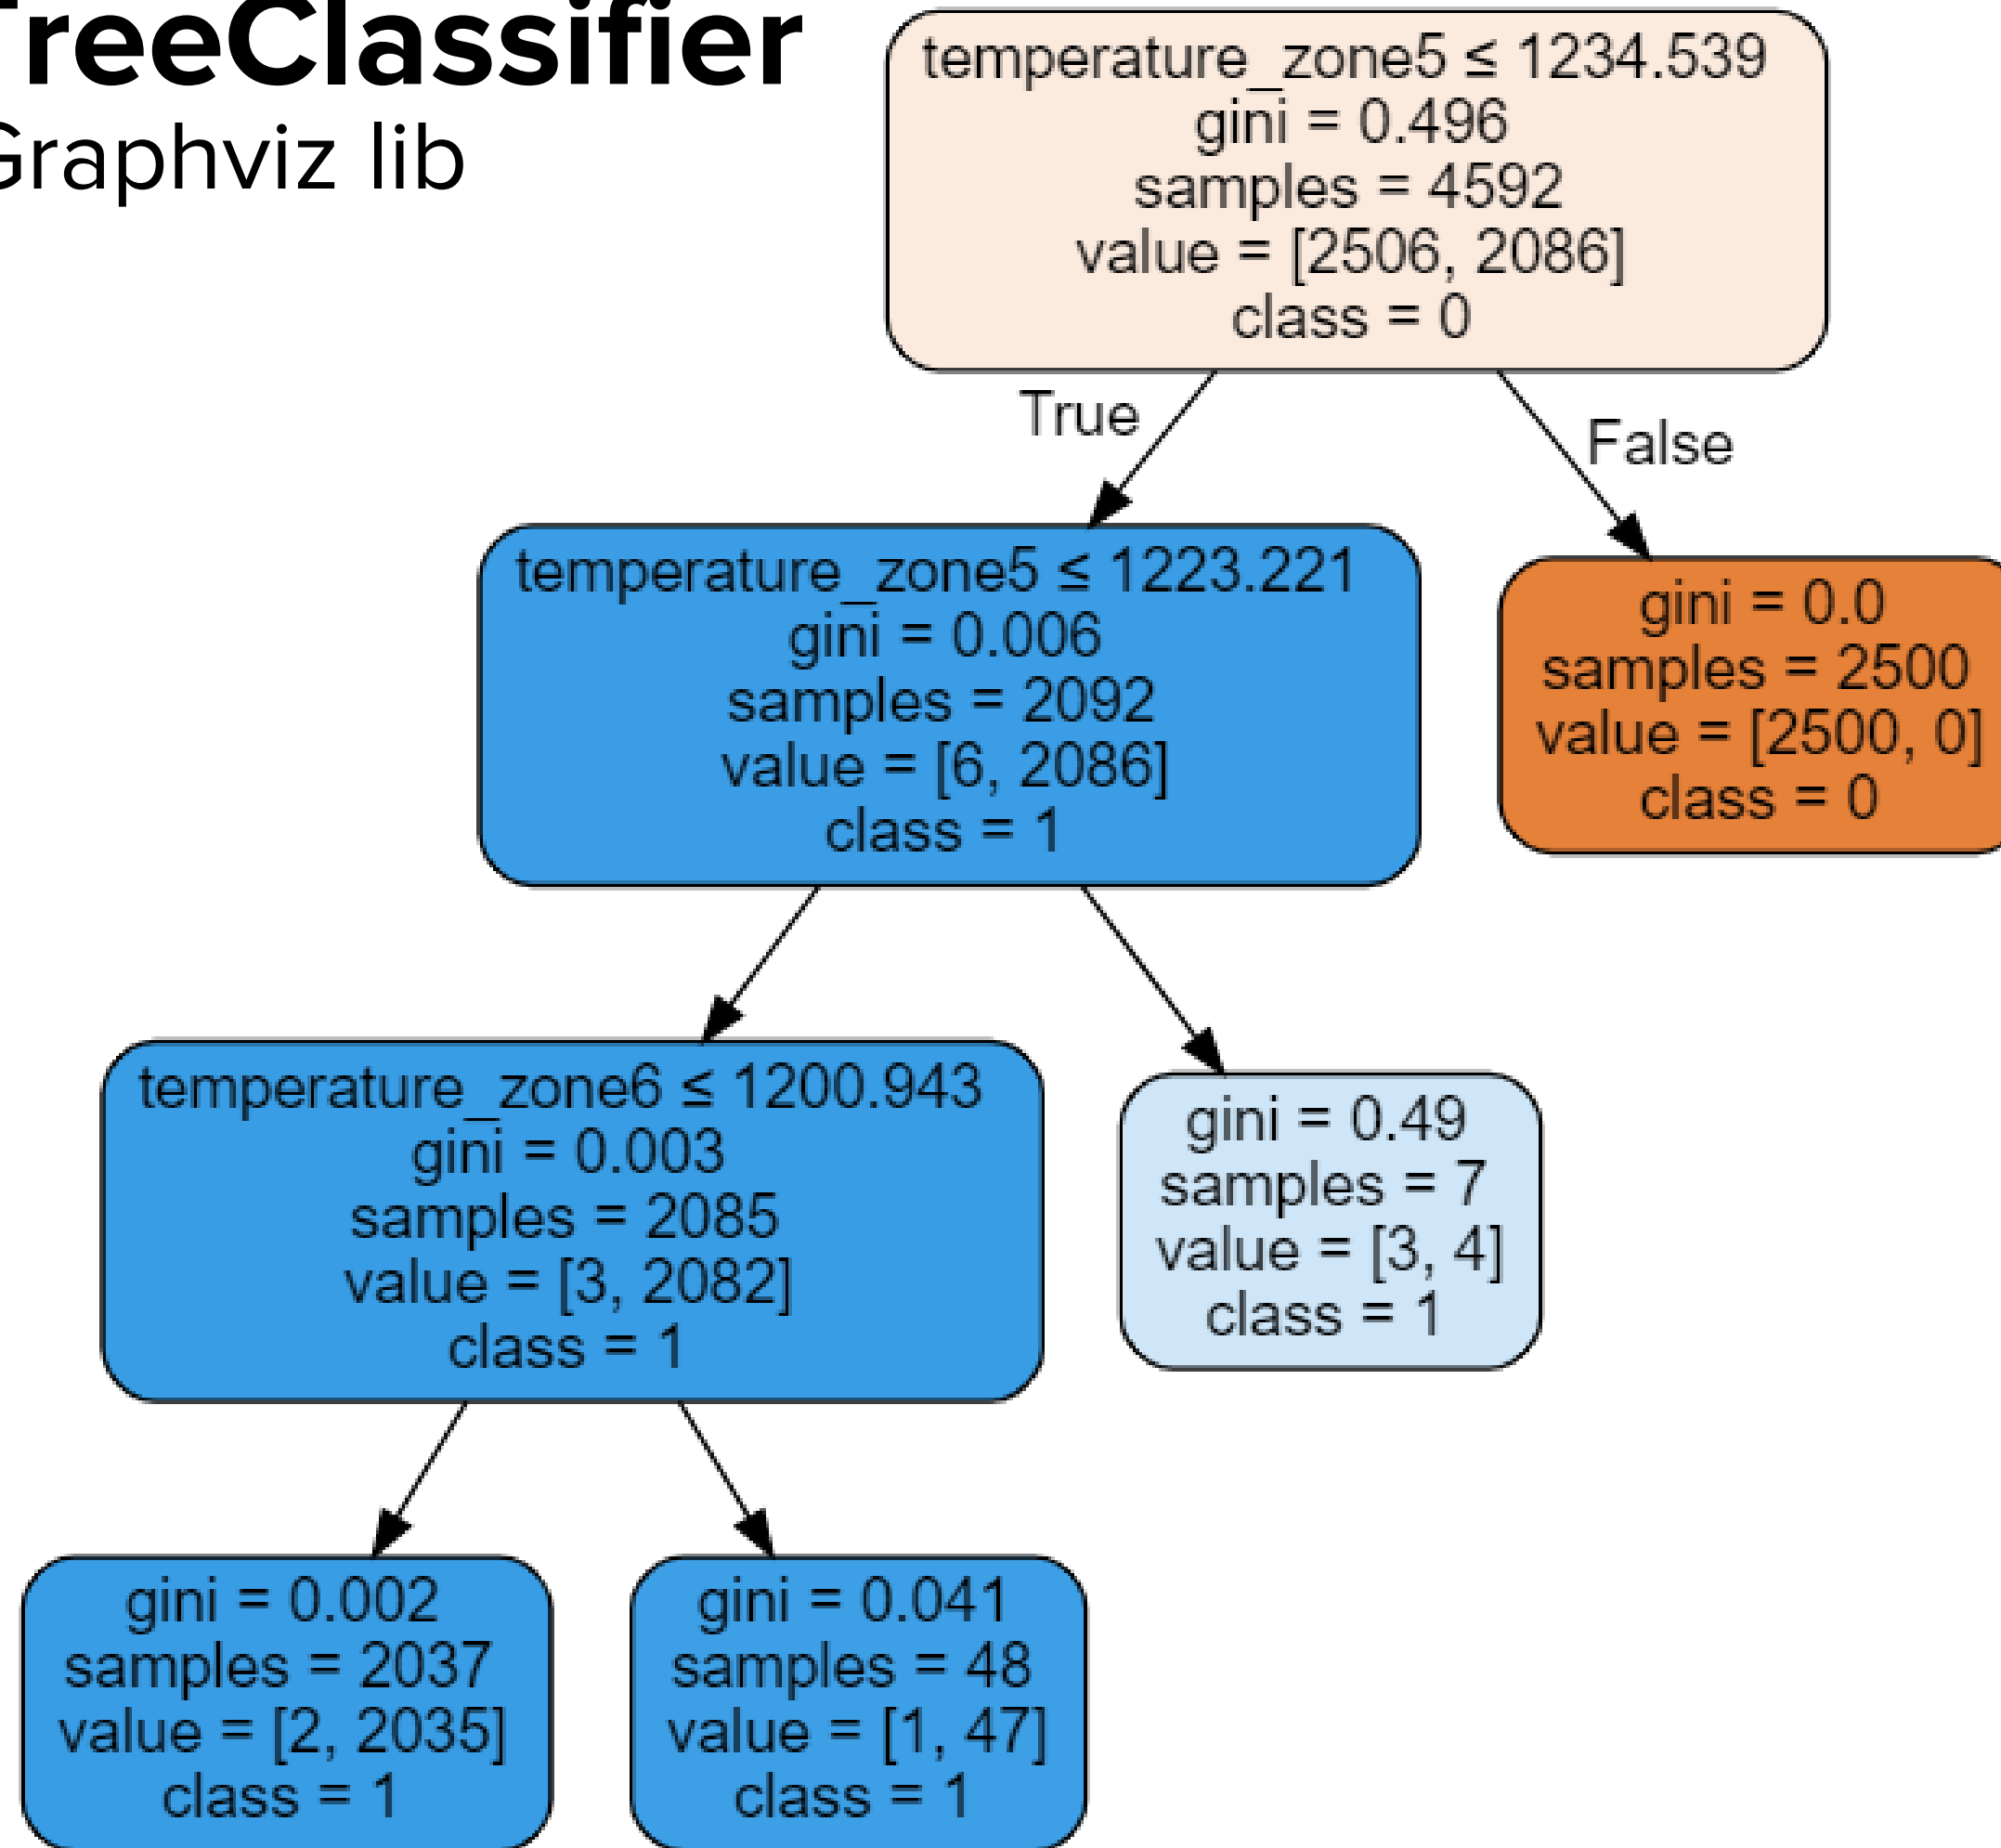 TreeClassifier
Graphviz lib
temperature_zone5 ≤ 1234.539
gini = 0.496
samples = 4592
value = [2506, 2086]
class = 0
True
False
temperature_zone5 ≤ 1223.221
gini = 0.006
samples = 2092
value = [6, 2086]
class = 1
gini = 0.0
samples = 2500
value = [2500, 0]
class = 0
temperature_zone6 ≤ 1200.943
gini = 0.003
samples = 2085
value = [3, 2082]
class = 1
gini = 0.49
samples = 7
value = [3, 4]
class = 1
gini = 0.002
samples = 2037
value = [2, 2035]
class = 1
gini = 0.041
samples = 48
value = [1, 47]
class = 1